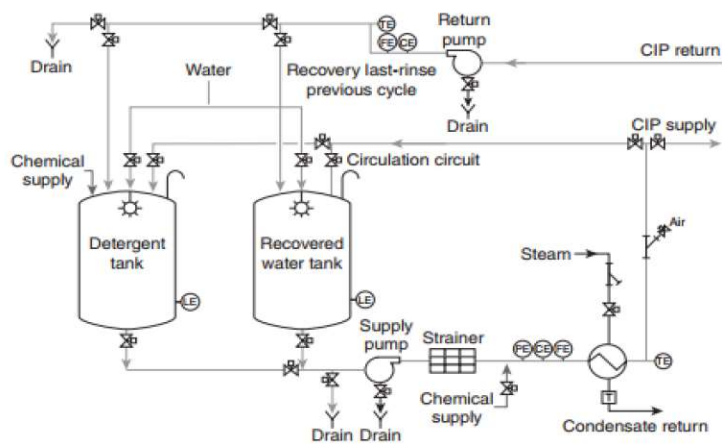 TE
Return
pump
FE
CE
CIP return
Drain
Recovery last-rinse
previous cycle
Water
Drain
CIP supply
Chemical
supply
Circulation circuit
Air
Detergent
tank
Recovered
water tank
Steam
LE
LE
Supply
pump
Strainer
PE
CE
FE
TE
Chemical
supply
T
Drain
Drain
Condensate return